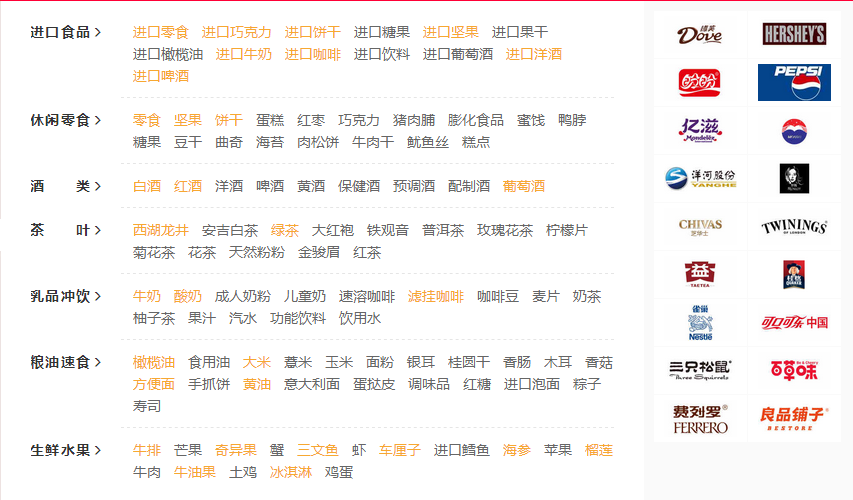 进口食品 >
进口零食 进口巧克力 进口饼干 进口糖果 进口坚果 进口果干
进口橄榄油 进口牛奶 进口咖啡 进口饮料 进口葡萄酒 进口洋酒
进口啤酒
休闲零食 >
零食 坚果 饼干 蛋糕 红枣 巧克力 猪肉脯 膨化食品 蜜饯 鸭脖
糖果 豆干 曲奇 海苔 肉松饼 牛肉干 鱿鱼丝 糕点
酒 类 >
白酒 红酒 洋酒 啤酒 黄酒 保健酒 预调酒 配制酒 葡萄酒
茶 叶 >
西湖龙井 安吉白茶 绿茶 大红袍 铁观音 普洱茶 玫瑰花茶 柠檬片
菊花茶 花茶 天然粉粉 金骏眉 红茶
乳品冲饮 >
牛奶 酸奶 成人奶粉 儿童奶 速溶咖啡 滤挂咖啡 咖啡豆 麦片 奶茶
柚子茶 果汁 汽水 功能饮料 饮用水
粮油速食 >
橄榄油 食用油 大米 薏米 玉米 面粉 银耳 桂圆干 香肠 木耳 香菇
方便面 手抓饼 黄油 意大利面 蛋挞皮 调味品 红糖 进口泡面 粽子
寿司
生鲜水果 >
牛排 芒果 奇异果 蟹 三文鱼 虾 车厘子 进口鳕鱼 海参 苹果 榴莲
牛肉 牛油果 土鸡 冰淇淋 鸡蛋
德芙
Dove
HERSHEY'S
盼盼
PEPSI
亿滋
Mondelēz
International
洋河股份
YANGHE
CHIVAS
芝华士
TWININGS
OF LONDON
益
TAETEA
QUAKER
雀巢
Nestlé
可口可乐中国
三只松鼠
Three Squirrels
Be & Cheery
百草味
费列罗
FERRERO
良品铺子
BESTORE